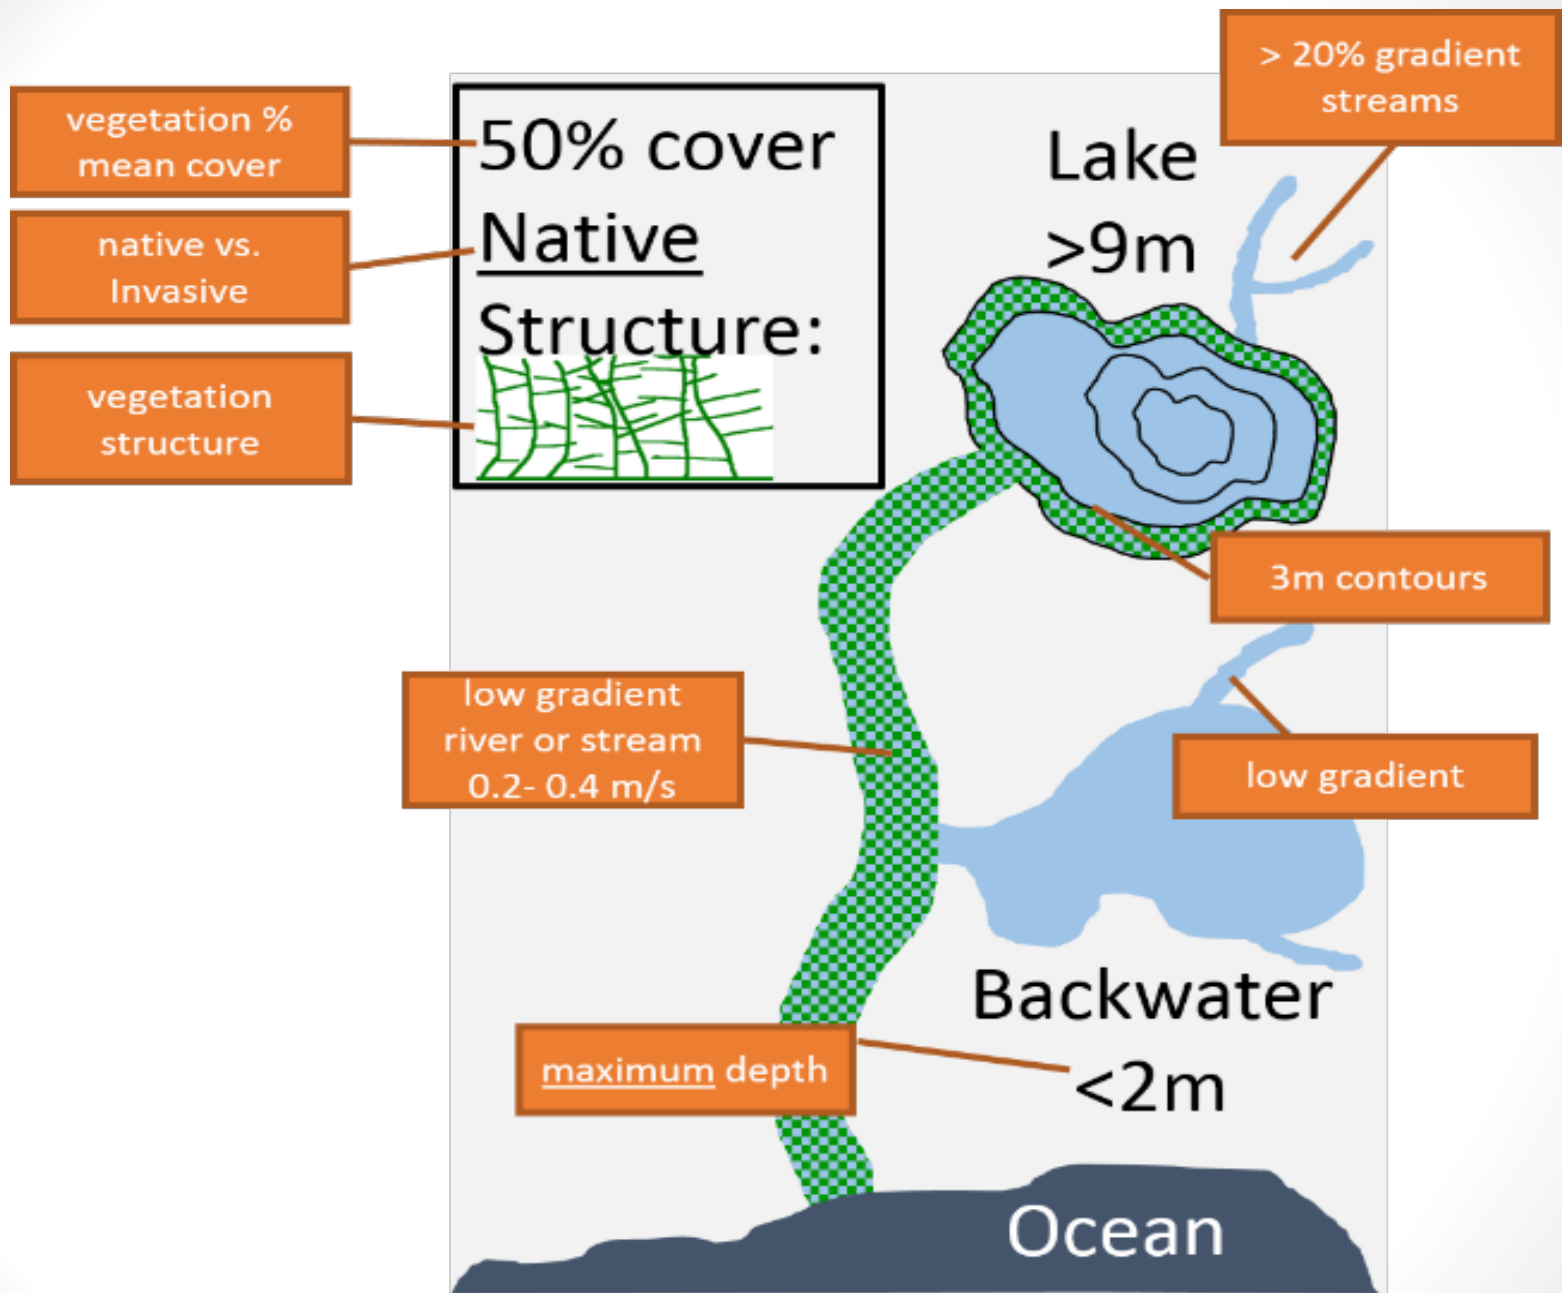 > 20% gradient
streams
vegetation %
mean cover
native vs.
Invasive
vegetation
structure
50% cover
Native
Structure:
Lake
>9m
3m contours
low gradient
river or stream
0.2- 0.4 m/s
low gradient
Backwater
<2m
maximum depth
Ocean